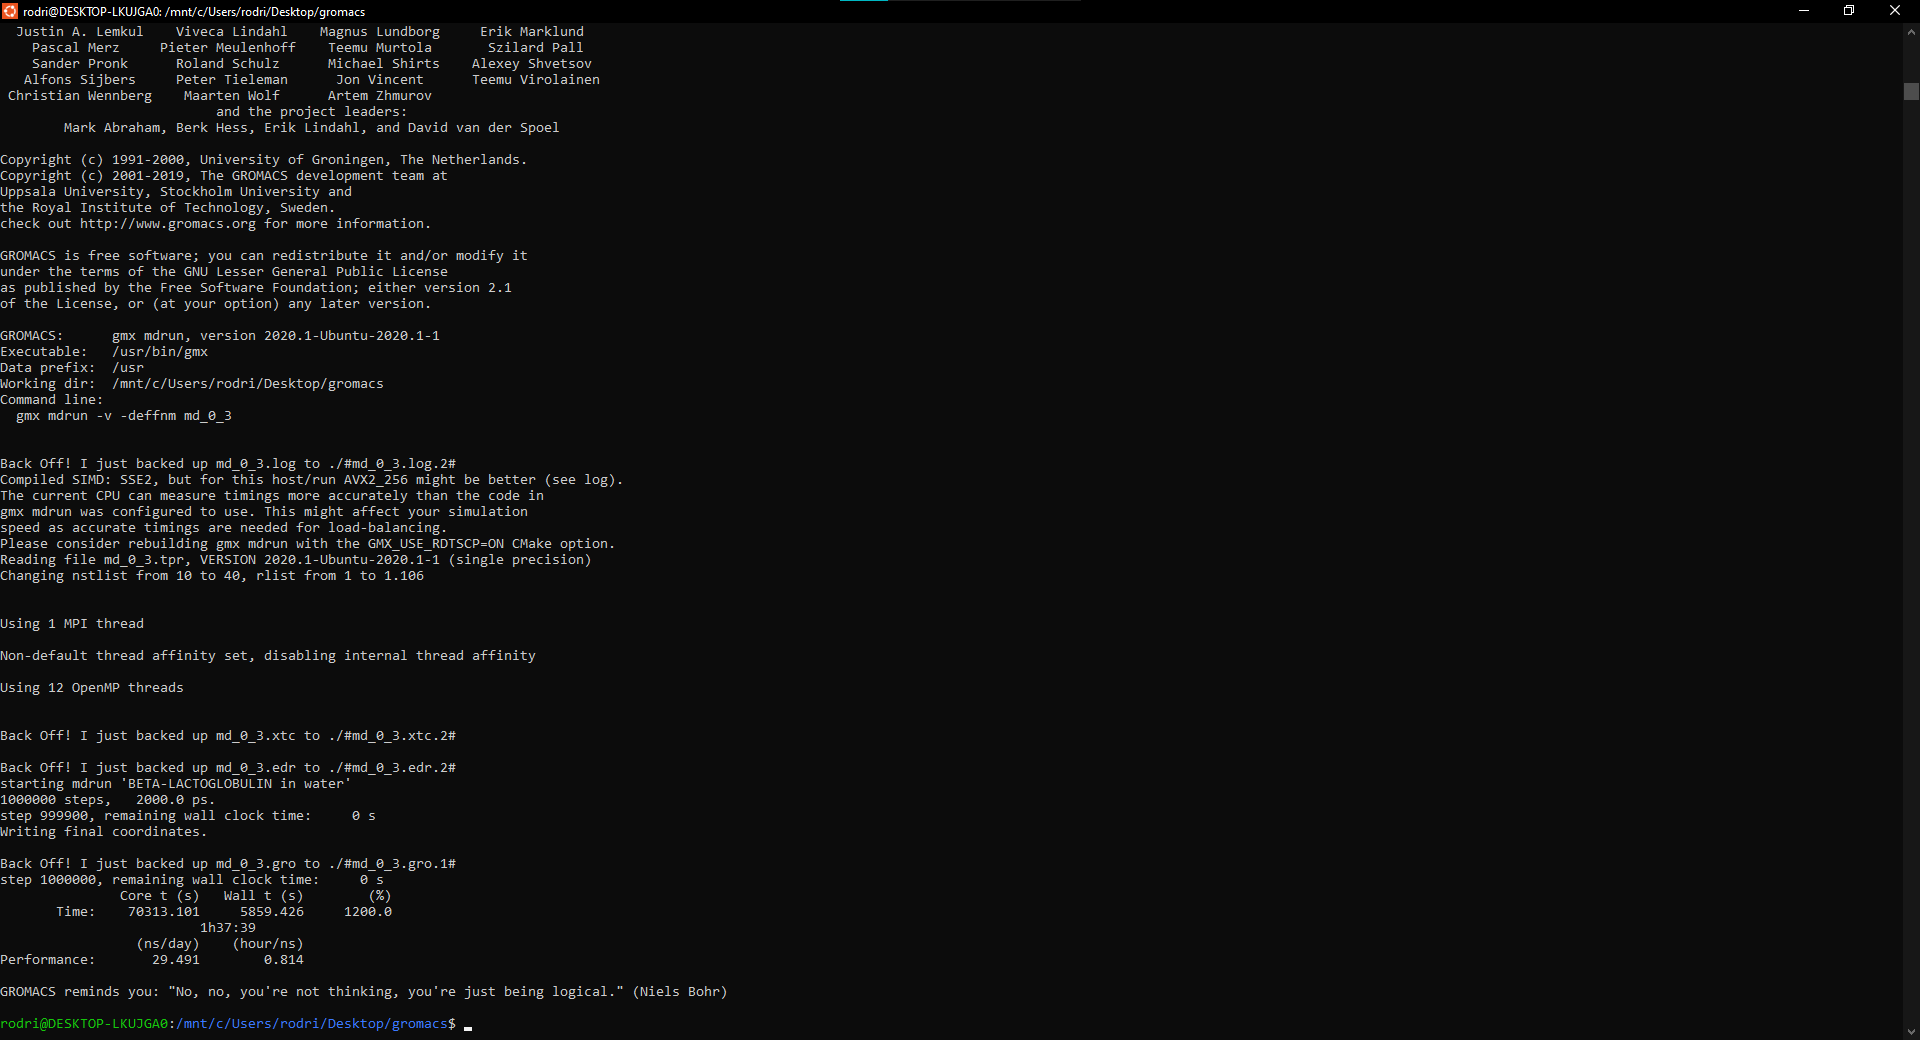 rodri@DESKTOP-LKUJGA0: /mnt/c/Users/rodri/Desktop/gromacs
Justin A. Lemkul    Viveca Lindahl    Magnus Lundborg     Erik Marklund
Pascal Merz     Pieter Meulenhoff    Teemu Murtola       Szilard Pall
Sander Pronk      Roland Schulz      Michael Shirts    Alexey Shvetsov
Alfons Sijbers     Peter Tieleman      Jon Vincent      Teemu Virolainen
Christian Wennberg    Maarten Wolf      Artem Zhmurov
and the project leaders:
Mark Abraham, Berk Hess, Erik Lindahl, and David van der Spoel
Copyright (c) 1991-2000, University of Groningen, The Netherlands.
Copyright (c) 2001-2019, The GROMACS development team at
Uppsala University, Stockholm University and
the Royal Institute of Technology, Sweden.
check out http://www.gromacs.org for more information.
GROMACS is free software; you can redistribute it and/or modify it
under the terms of the GNU Lesser General Public License
as published by the Free Software Foundation; either version 2.1
of the License, or (at your option) any later version.
GROMACS:      gmx mdrun, version 2020.1-Ubuntu-2020.1-1
Executable:   /usr/bin/gmx
Data prefix:  /usr
Working dir:  /mnt/c/Users/rodri/Desktop/gromacs
Command line:
gmx mdrun -v -deffnm md_0_3
Back Off! I just backed up md_0_3.log to ./#md_0_3.log.2#
Compiled SIMD: SSE2, but for this host/run AVX2_256 might be better (see log).
The current CPU can measure timings more accurately than the code in
gmx mdrun was configured to use. This might affect your simulation
speed as accurate timings are needed for load-balancing.
Please consider rebuilding gmx mdrun with the GMX_USE_RDTSCP=ON CMake option.
Reading file md_0_3.tpr, VERSION 2020.1-Ubuntu-2020.1-1 (single precision)
Changing nstlist from 10 to 40, rlist from 1 to 1.106
Using 1 MPI thread
Non-default thread affinity set, disabling internal thread affinity
Using 12 OpenMP threads
Back Off! I just backed up md_0_3.xtc to ./#md_0_3.xtc.2#
Back Off! I just backed up md_0_3.edr to ./#md_0_3.edr.2#
starting mdrun 'BETA-LACTOGLOBULIN in water'
1000000 steps,   2000.0 ps.
step 999900, remaining wall clock time:     0 s
Writing final coordinates.
Back Off! I just backed up md_0_3.gro to ./#md_0_3.gro.1#
step 1000000, remaining wall clock time:     0 s
Core t (s)   Wall t (s)        (%)
Time:    70313.101     5859.426     1200.0
1h37:39
(ns/day)    (hour/ns)
Performance:       29.491        0.814
GROMACS reminds you: "No, no, you're not thinking, you're just being logical." (Niels Bohr)
rodri@DESKTOP-LKUJGA0:/mnt/c/Users/rodri/Desktop/gromacs$